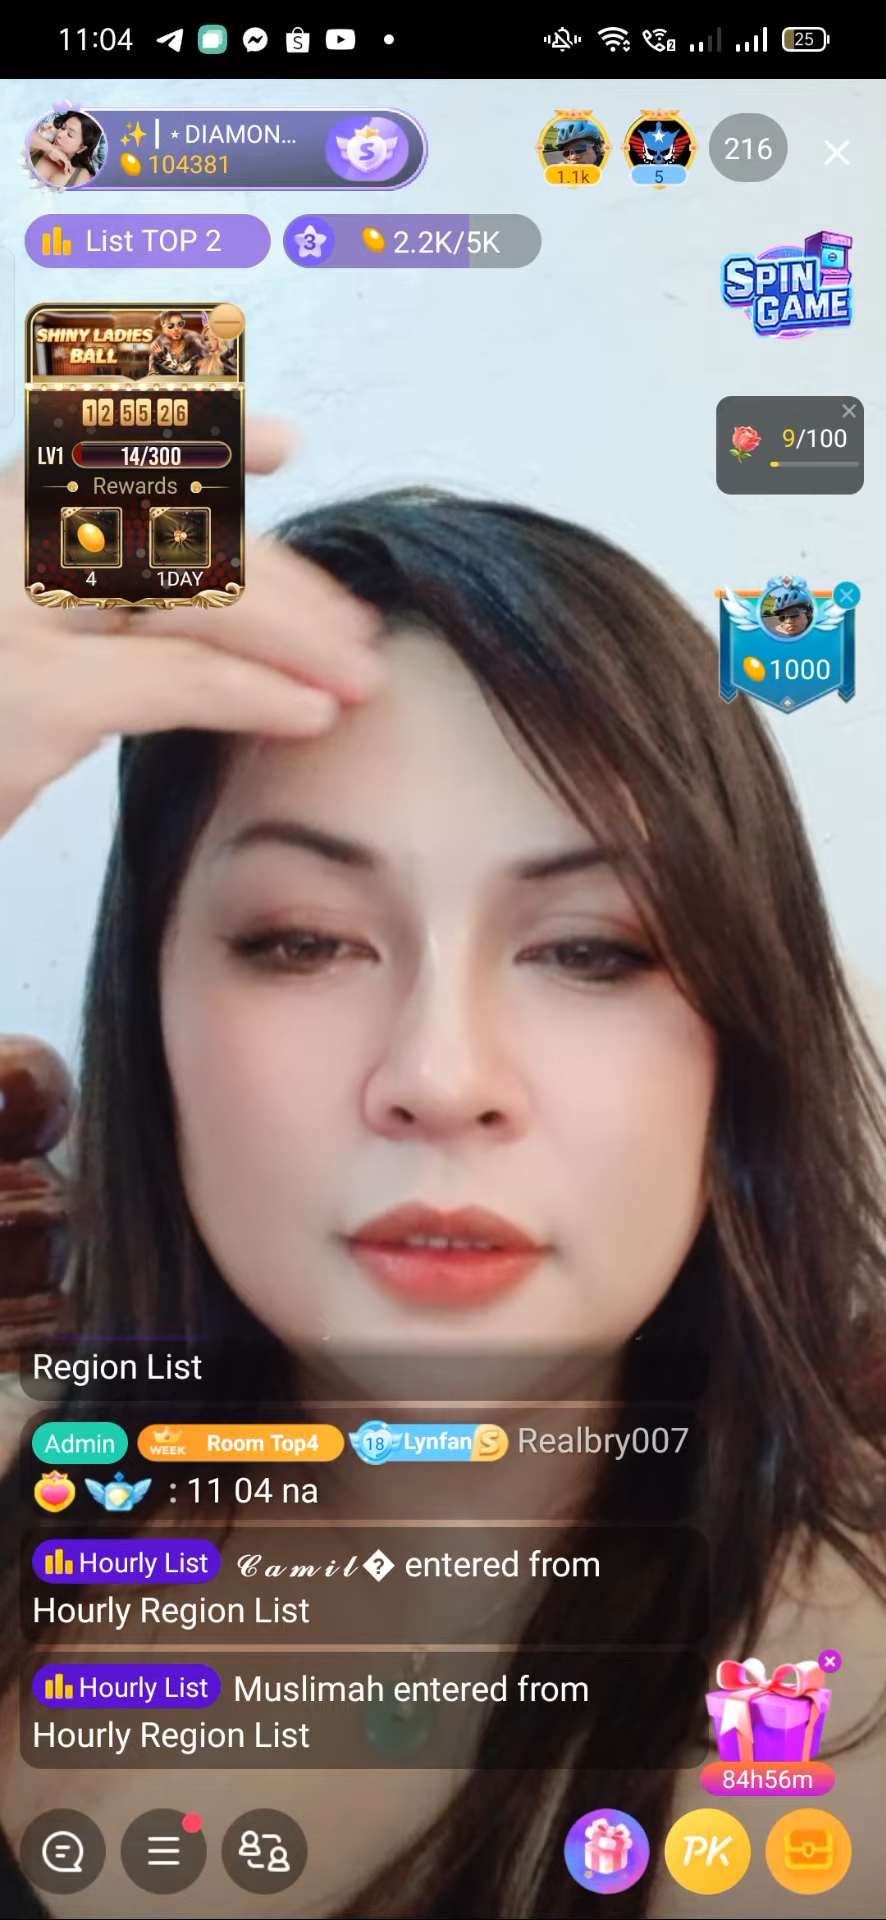 11:04
25
✨| ⋆DIAMON...
104381
S
1.1k
5
216
List TOP 2
3
2.2K/5K
SPIN
GAME
SHINY LADIES
BALL
12 55 26
LV1 14/300
Rewards
4
1DAY
9/100
1000
Region List
Admin WEEK Room Top4 18 Lynfan S Realbry007
: 11 04 na
Hourly List 𝒞𝒶𝓂𝒾𝓁� entered from
Hourly Region List
Hourly List Muslimah entered from
Hourly Region List
84h56m
PK